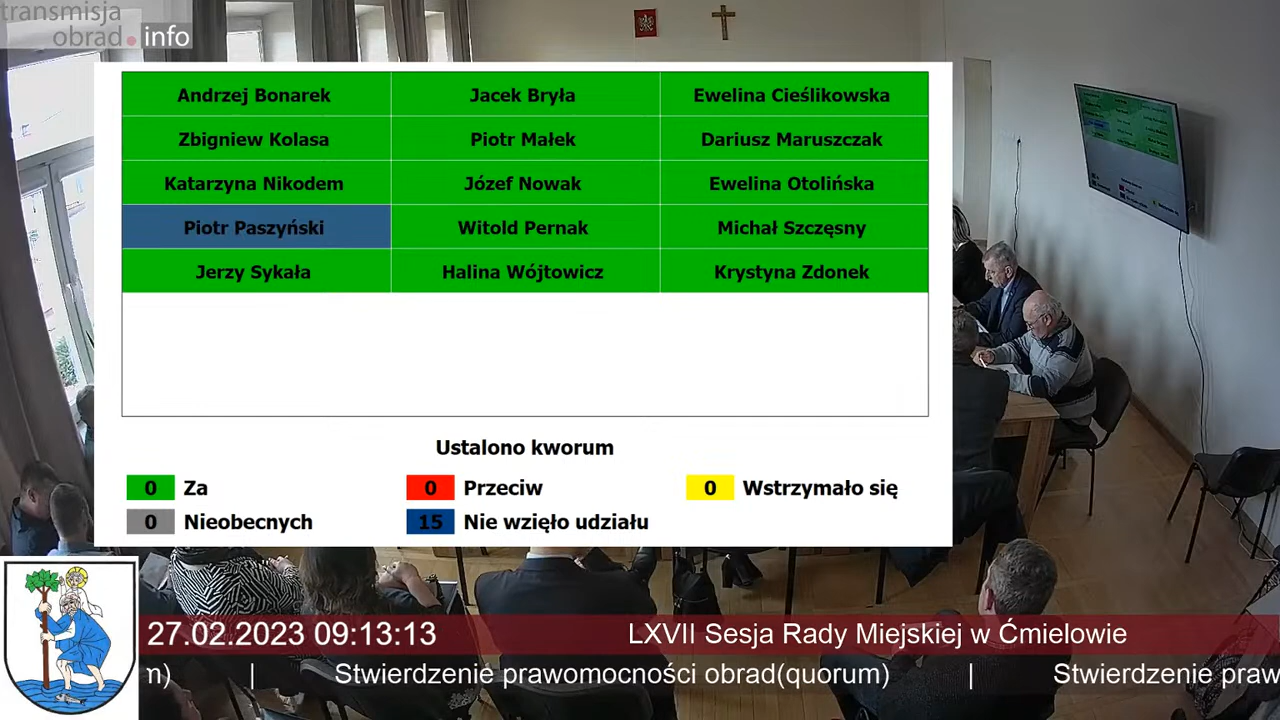 transmisja
obrad.info
Andrzej Bonarek Jacek Bryła Ewelina Cieślikowska
Zbigniew Kolasa Piotr Małek Dariusz Maruszczak
Katarzyna Nikodem Józef Nowak Ewelina Otolińska
Piotr Paszyński Witold Pernak Michał Szczęsny
Jerzy Sykała Halina Wójtowicz Krystyna Zdonek
Ustalono kworum
0 Za 0 Przeciw 0 Wstrzymało się
0 Nieobecnych 15 Nie wzięło udziału
27.02.2023 09:13:13 LXVII Sesja Rady Miejskiej w Ćmielowie
m) | Stwierdzenie prawomocności obrad(quorum) | Stwierdzenie praw